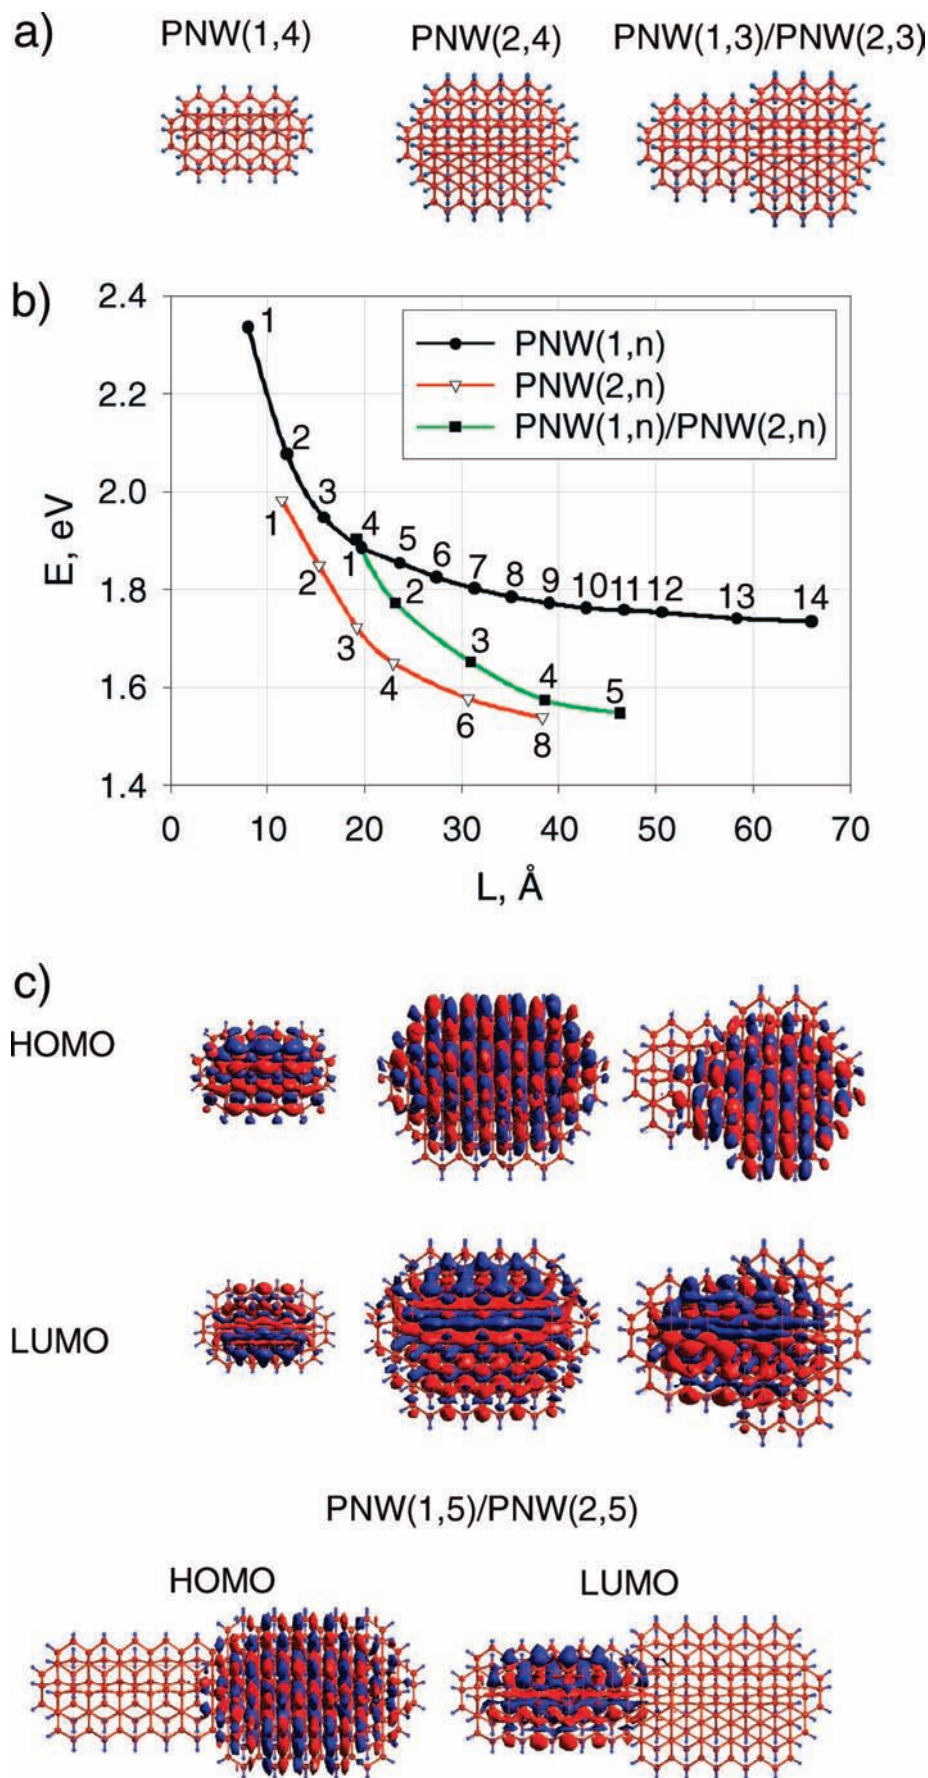 a) PNW(1,4) PNW(2,4) PNW(1,3)/PNW(2,3)
b)
E, eV
2.4
2.2
2.0
1.8
1.6
1.4
PNW(1,n)
PNW(2,n)
PNW(1,n)/PNW(2,n)
1 2 3 4 5 6 7 8 9 10 11 12 13 14
1 2 3 4 6 8
1 2 3 4 5
0 10 20 30 40 50 60 70
L, Å
c)
HOMO
LUMO
PNW(1,5)/PNW(2,5)
HOMO LUMO